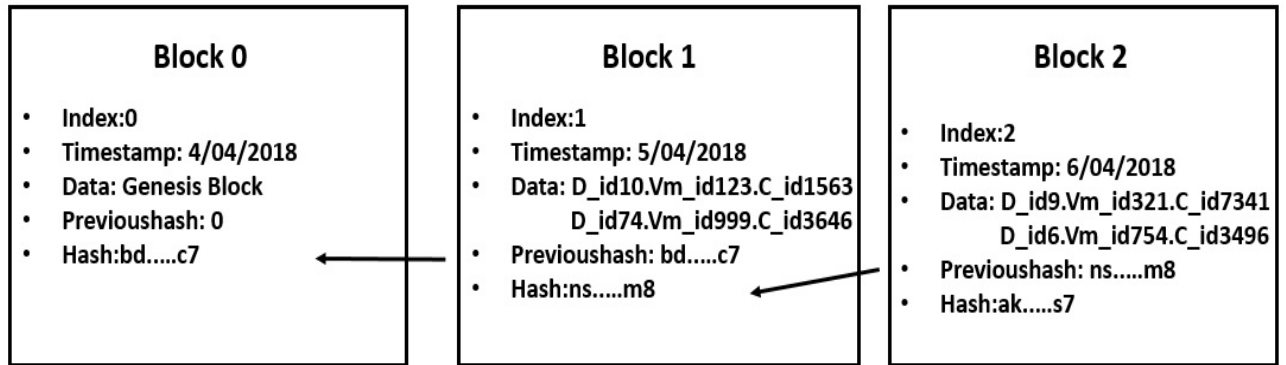 Block 0
• Index:0
• Timestamp: 4/04/2018
• Data: Genesis Block
• Previoushash: 0
• Hash:bd.....c7
Block 1
• Index:1
• Timestamp: 5/04/2018
• Data: D_id10.Vm_id123.C_id1563
D_id74.Vm_id999.C_id3646
• Previoushash: bd.....c7
• Hash:ns.....m8
Block 2
• Index:2
• Timestamp: 6/04/2018
• Data: D_id9.Vm_id321.C_id7341
D_id6.Vm_id754.C_id3496
• Previoushash: ns.....m8
• Hash:ak.....s7